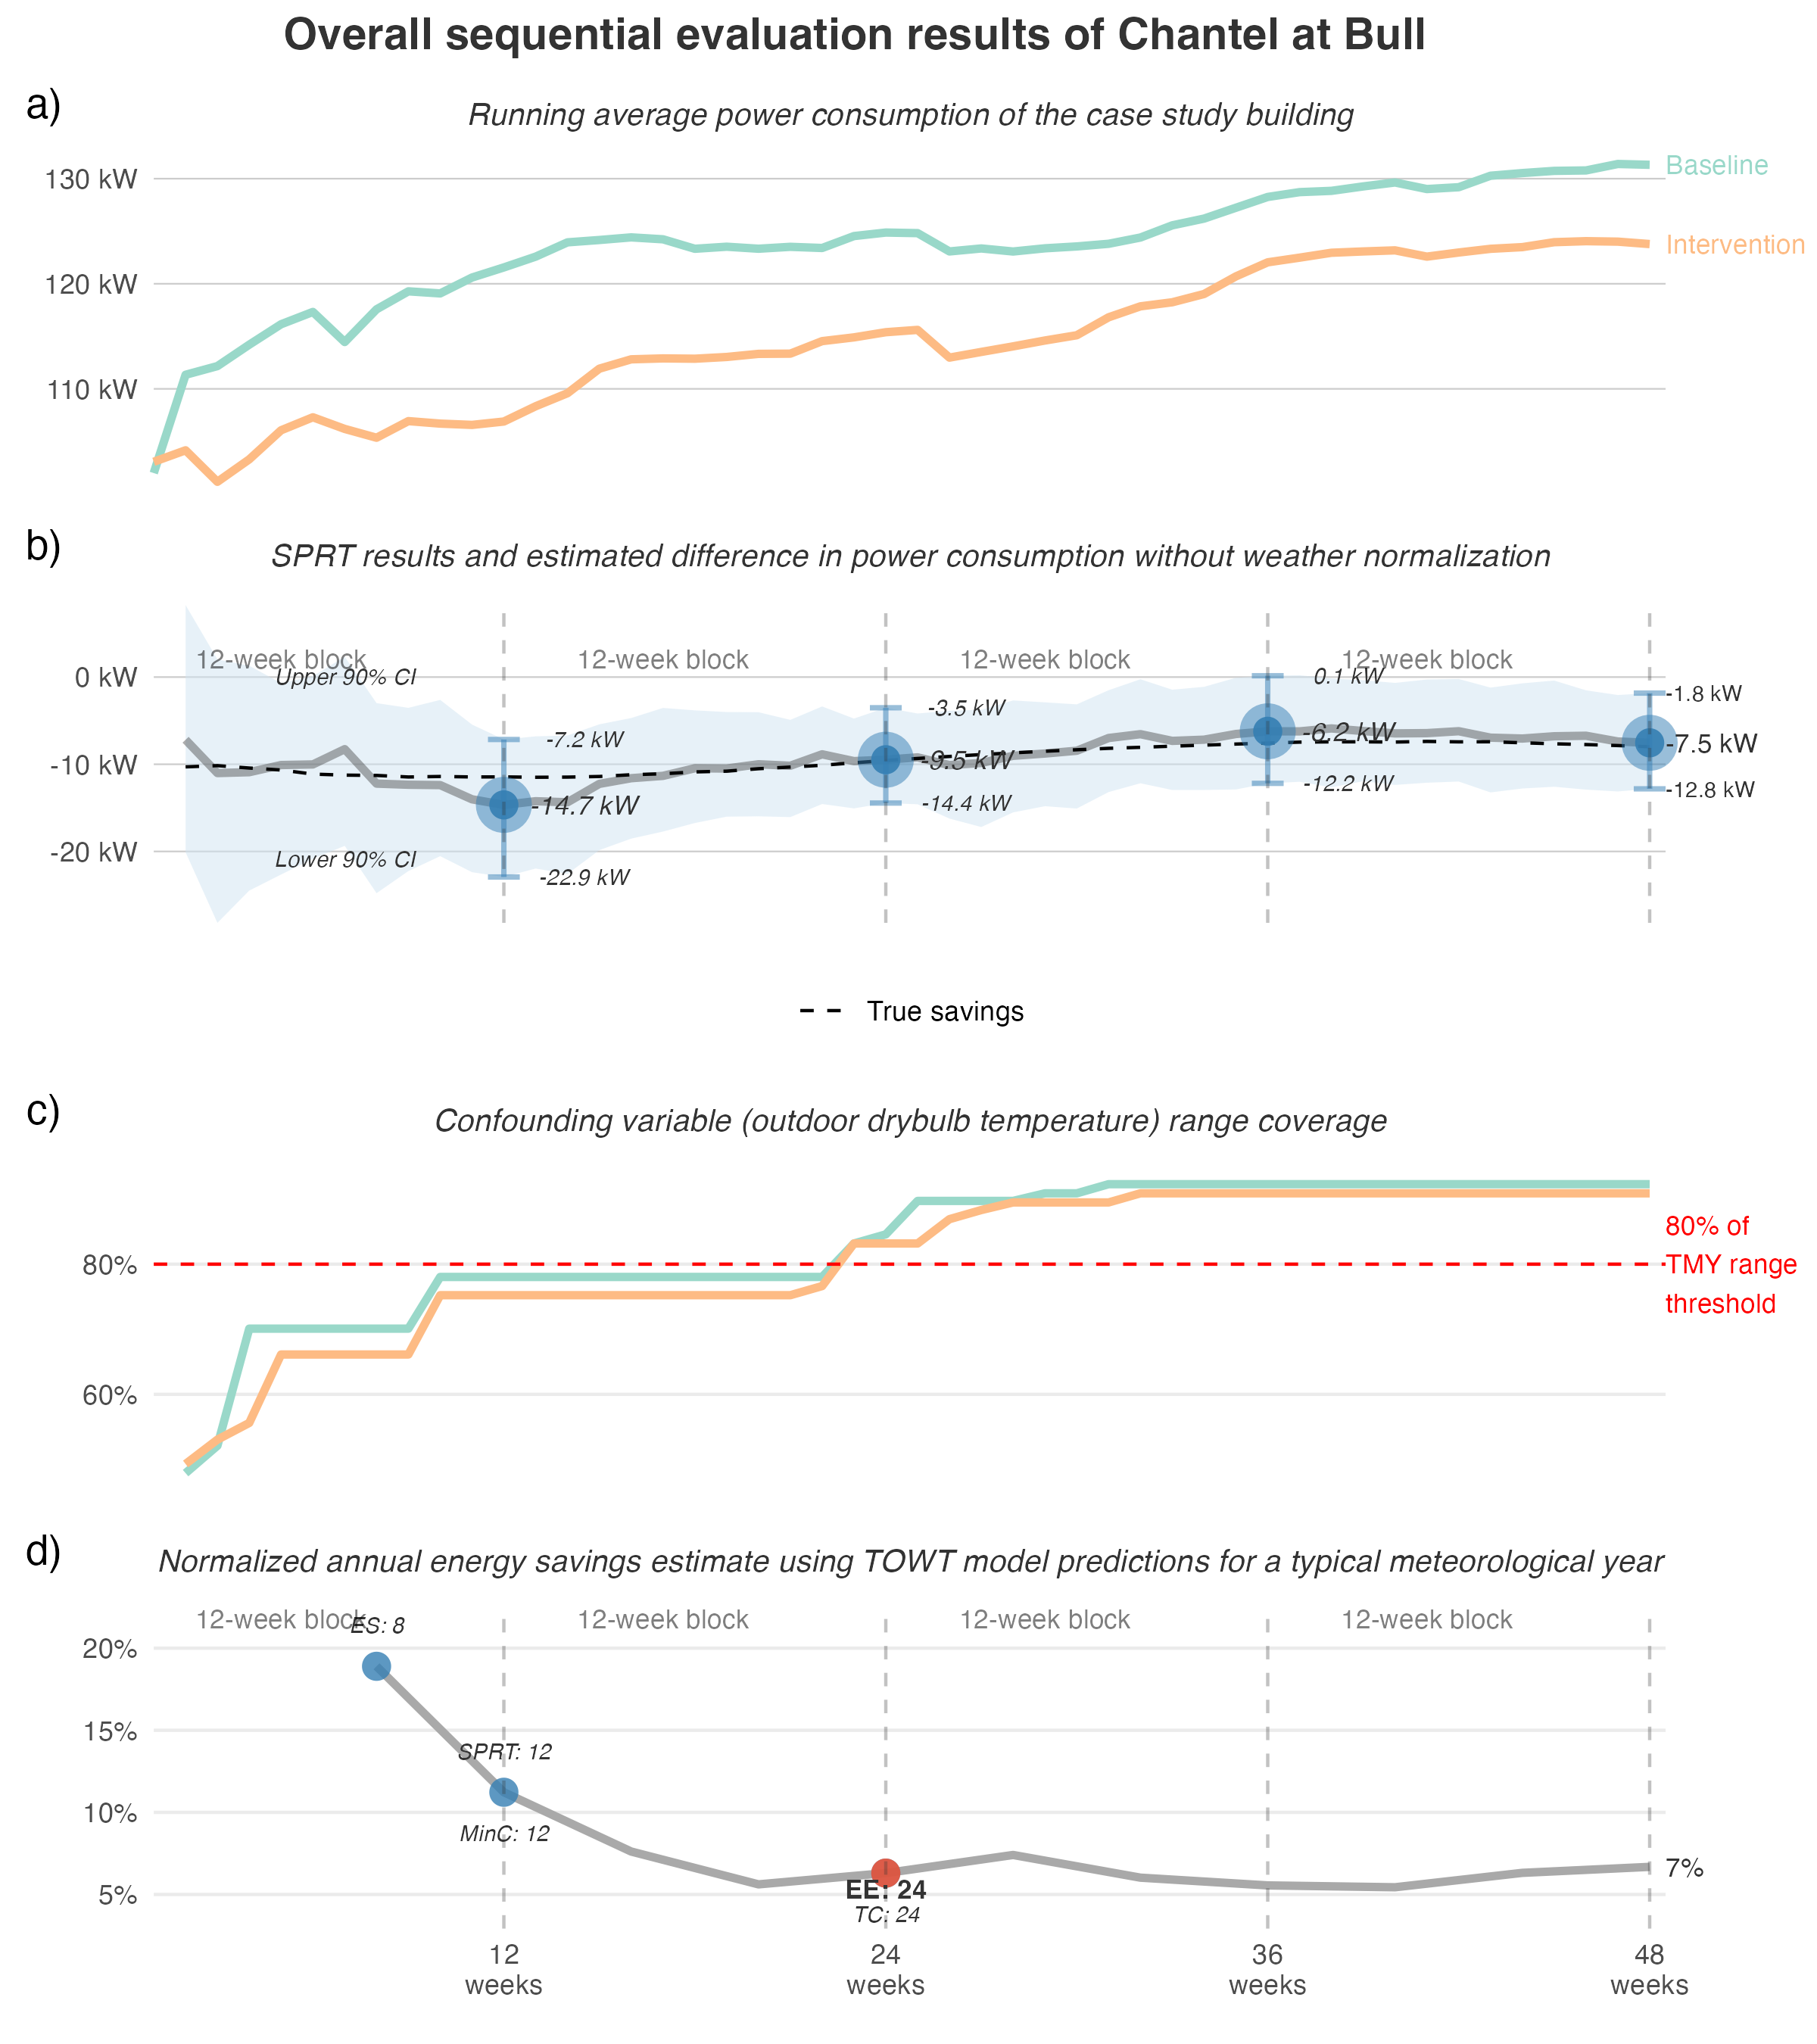 Overall sequential evaluation results of Chantel at Bull
a)
Running average power consumption of the case study building
130 kW
120 kW
110 kW
Baseline
Intervention
b)
SPRT results and estimated difference in power consumption without weather normalization
12-week block
12-week block
12-week block
12-week block
0 kW
-10 kW
-20 kW
Upper 90% CI
Lower 90% CI
-7.2 kW
-14.7 kW
-22.9 kW
-3.5 kW
-9.5 kW
-14.4 kW
0.1 kW
-6.2 kW
-12.2 kW
-1.8 kW
-7.5 kW
-12.8 kW
True savings
c)
Confounding variable (outdoor drybulb temperature) range coverage
80%
60%
80% of
TMY range
threshold
d)
Normalized annual energy savings estimate using TOWT model predictions for a typical meteorological year
12-week block
12-week block
12-week block
12-week block
20%
15%
10%
5%
ES: 8
SPRT: 12
MinC: 12
EE: 24
TC: 24
7%
12
weeks
24
weeks
36
weeks
48
weeks